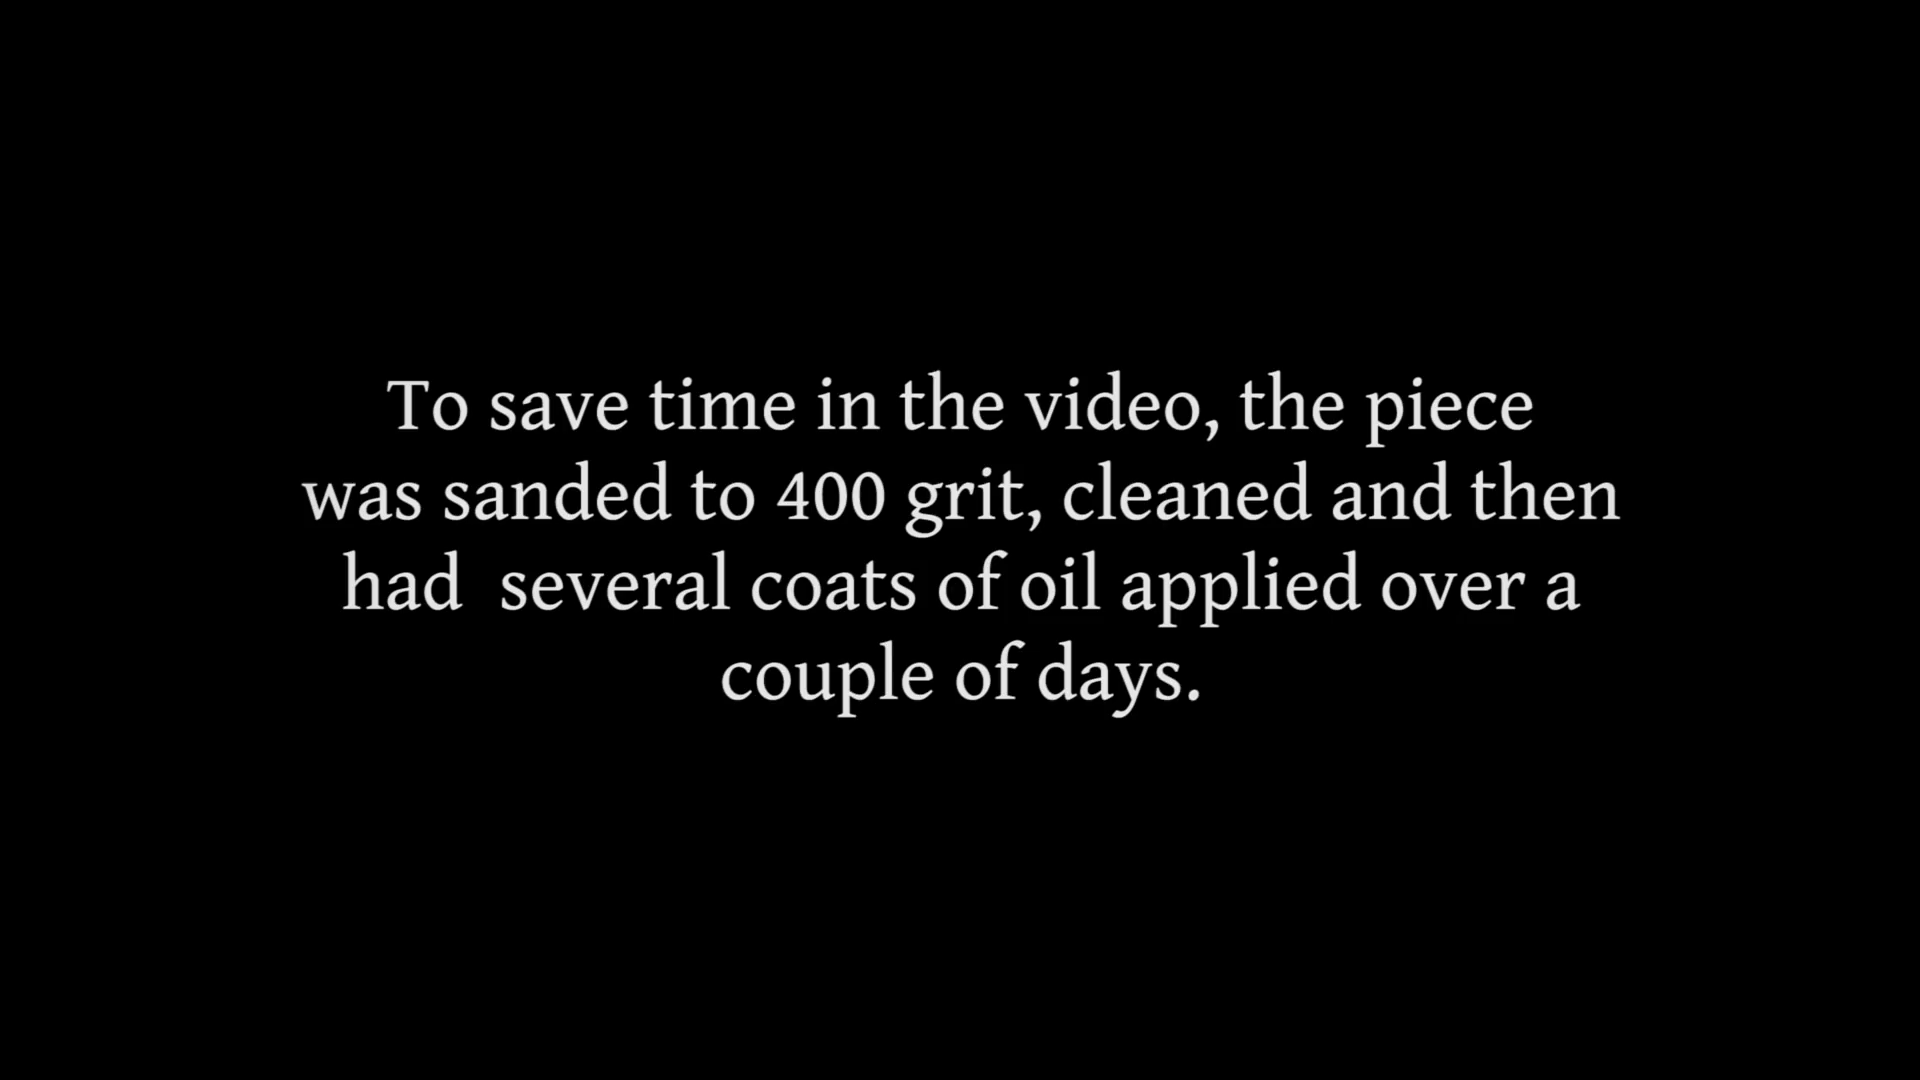 To save time in the video, the piece
was sanded to 400 grit, cleaned and then
had  several coats of oil applied over a
couple of days.